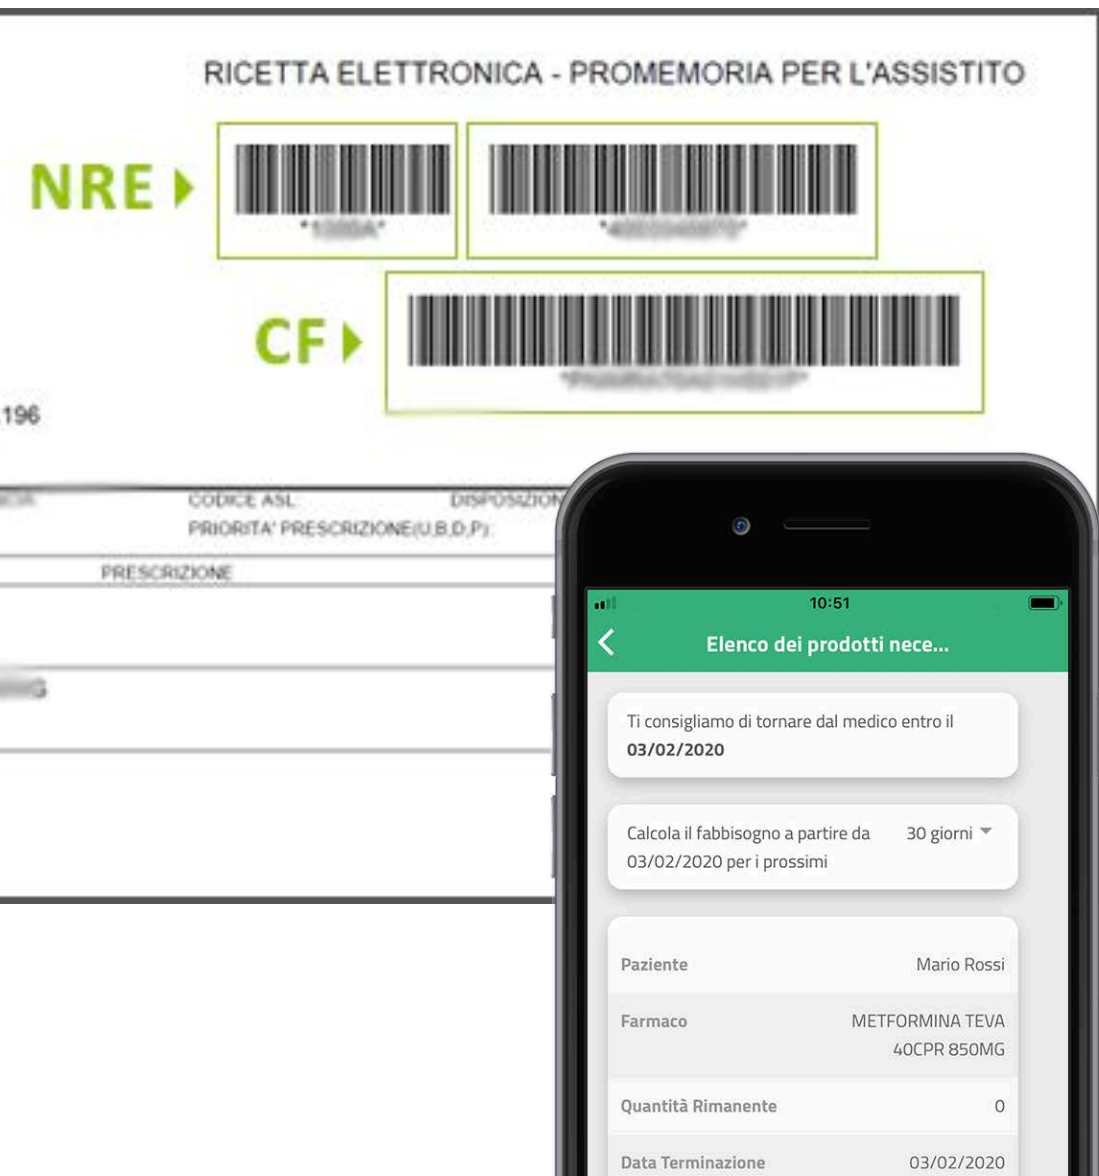 RICETTA ELETTRONICA - PROMEMORIA PER L'ASSISTITO
NRE
CF
196
CODICE ASL
DISPOSIZION
PRIORITA' PRESCRIZIONE(U,B,D,P):
PRESCRIZIONE
G
10:51
Elenco dei prodotti nece...
Ti consigliamo di tornare dal medico entro il
03/02/2020
Calcola il fabbisogno a partire da 30 giorni
03/02/2020 per i prossimi
Paziente Mario Rossi
Farmaco METFORMINA TEVA
40CPR 850MG
Quantità Rimanente 0
Data Terminazione 03/02/2020